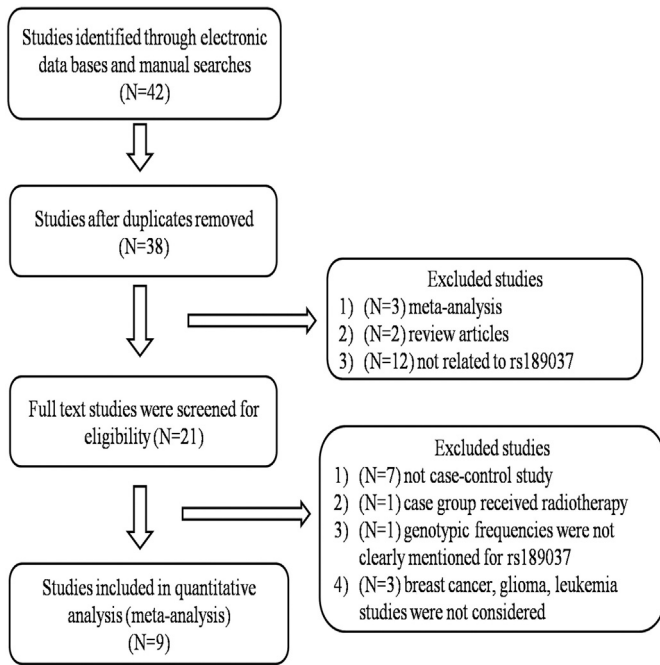 Studies identified through electronic
data bases and manual searches
(N=42)
Studies after duplicates removed
(N=38)
Excluded studies
1) (N=3) meta-analysis
2) (N=2) review articles
3) (N=12) not related to rs189037
Full text studies were screened for
eligibility (N=21)
Excluded studies
1) (N=7) not case-control study
2) (N=1) case group received radiotherapy
3) (N=1) genotypic frequencies were not
clearly mentioned for rs189037
4) (N=3) breast cancer, glioma, leukemia
studies were not considered
Studies included in quantitative
analysis (meta-analysis)
(N=9)